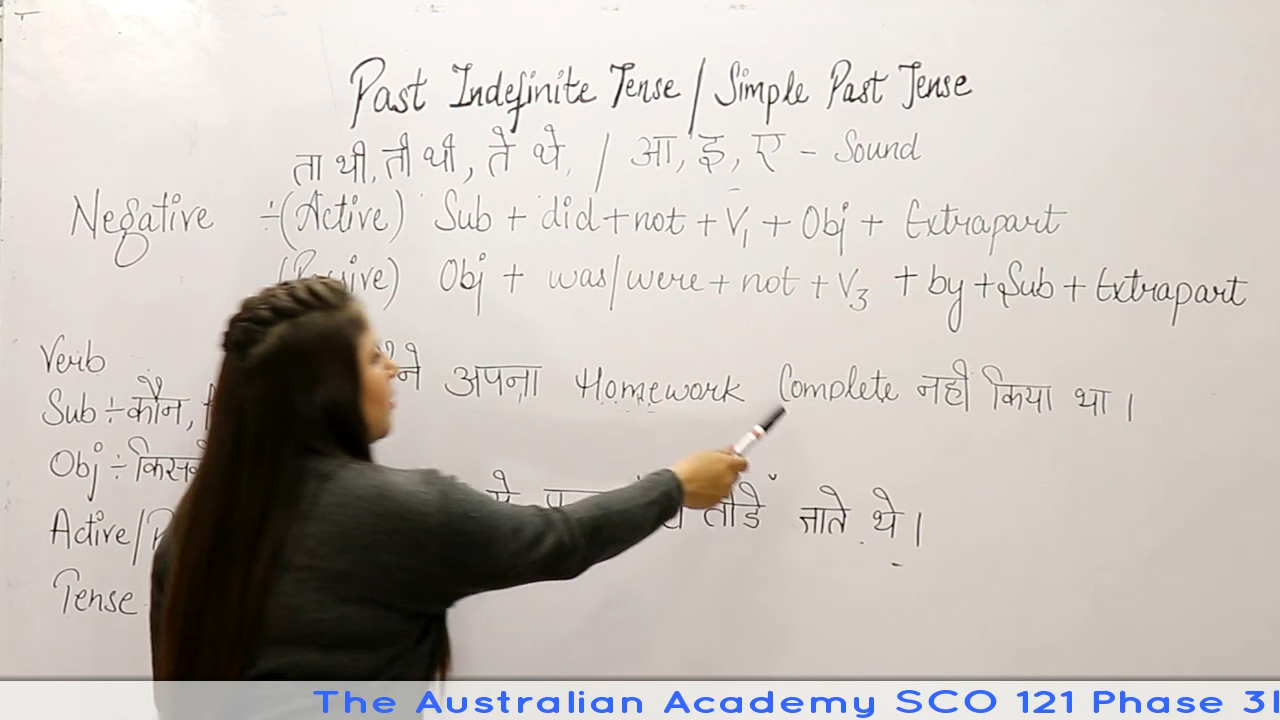 Past Indefinite Tense / Simple Past Tense
ता थी, ती थी, ते थे, / आ, इ, ए - Sound
Negative ÷ (Active) Sub + did + not + V₁ + Obj + Extrapart
Obj + was/were + not + V₃ + by + Sub + Extrapart
Verb
अपना Homework Complete नही किया था।
Sub ÷ कौन,
Obj ÷
जाते थे।
Active/
Tense
The Australian Academy SCO 121 Phase